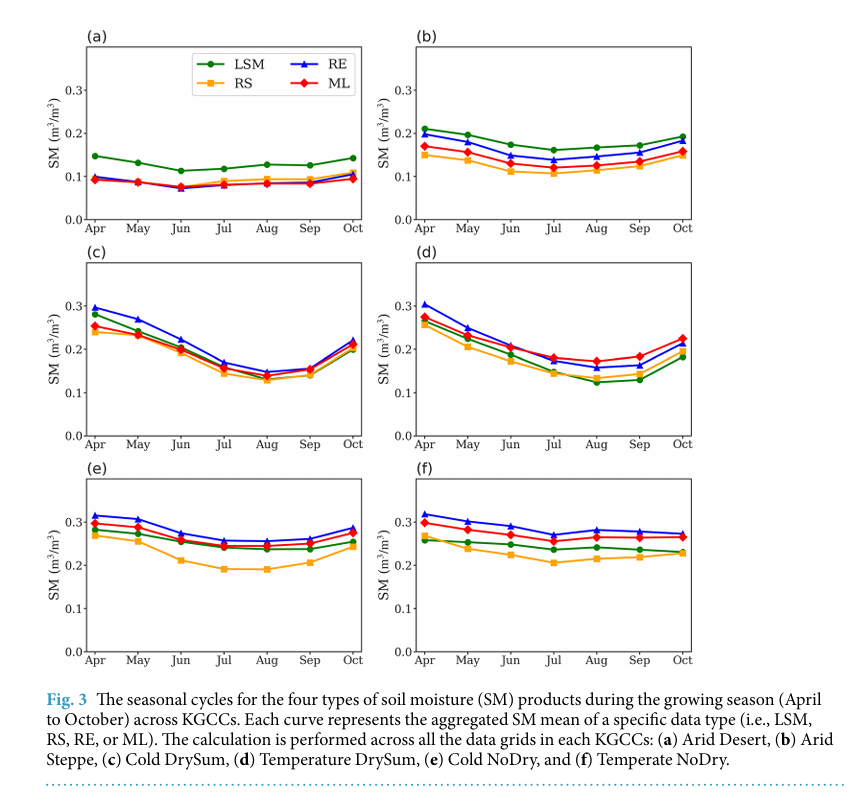 (a)
LSM
RE
RS
ML
SM (m³/m³)
0.3
0.2
0.1
0.0
Apr May Jun Jul Aug Sep Oct
(b)
SM (m³/m³)
0.3
0.2
0.1
0.0
Apr May Jun Jul Aug Sep Oct
(c)
SM (m³/m³)
0.3
0.2
0.1
0.0
Apr May Jun Jul Aug Sep Oct
(d)
SM (m³/m³)
0.3
0.2
0.1
0.0
Apr May Jun Jul Aug Sep Oct
(e)
SM (m³/m³)
0.3
0.2
0.1
0.0
Apr May Jun Jul Aug Sep Oct
(f)
SM (m³/m³)
0.3
0.2
0.1
0.0
Apr May Jun Jul Aug Sep Oct
Fig. 3 The seasonal cycles for the four types of soil moisture (SM) products during the growing season (April
to October) across KGCCs. Each curve represents the aggregated SM mean of a specific data type (i.e., LSM,
RS, RE, or ML). The calculation is performed across all the data grids in each KGCCs: (a) Arid Desert, (b) Arid
Steppe, (c) Cold DrySum, (d) Temperature DrySum, (e) Cold NoDry, and (f) Temperate NoDry.